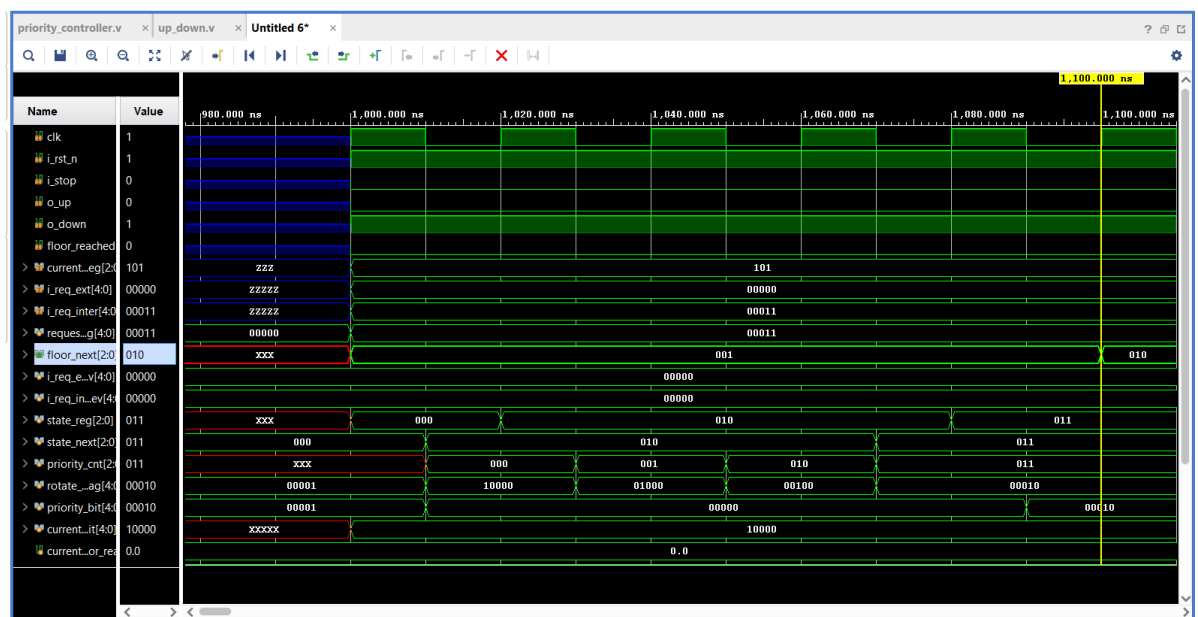 priority_controller.v × up_down.v × Untitled 6* × ?
1,100.000 ns
Name Value 980.000 ns 1,000.000 ns 1,020.000 ns 1,040.000 ns 1,060.000 ns 1,080.000 ns 1,100.000 ns
clk 1
i_rst_n 1
i_stop 0
o_up 0
o_down 1
floor_reached 0
current...eg[2:0] 101 zzz 101
i_req_ext[4:0] 00000 zzzzz 00000
i_req_inter[4:0 00011 zzzzz 00011
reques...g[4:0] 00011 00000 00011
floor_next[2:0] 010 xxx 001 010
i_req_e...v[4:0] 00000 00000
i_req_in...ev[4: 00000 00000
state_reg[2:0] 011 xxx 000 010 011
state_next[2:0 011 000 010 011
priority_cnt[2: 011 xxx 000 001 010 011
rotate_...ag[4:0 00010 00001 10000 01000 00100 00010
priority_bit[4: 00010 00001 00000 00010
current...it[4:0] 10000 xxxxx 10000
current...or_rea 0.0 0.0